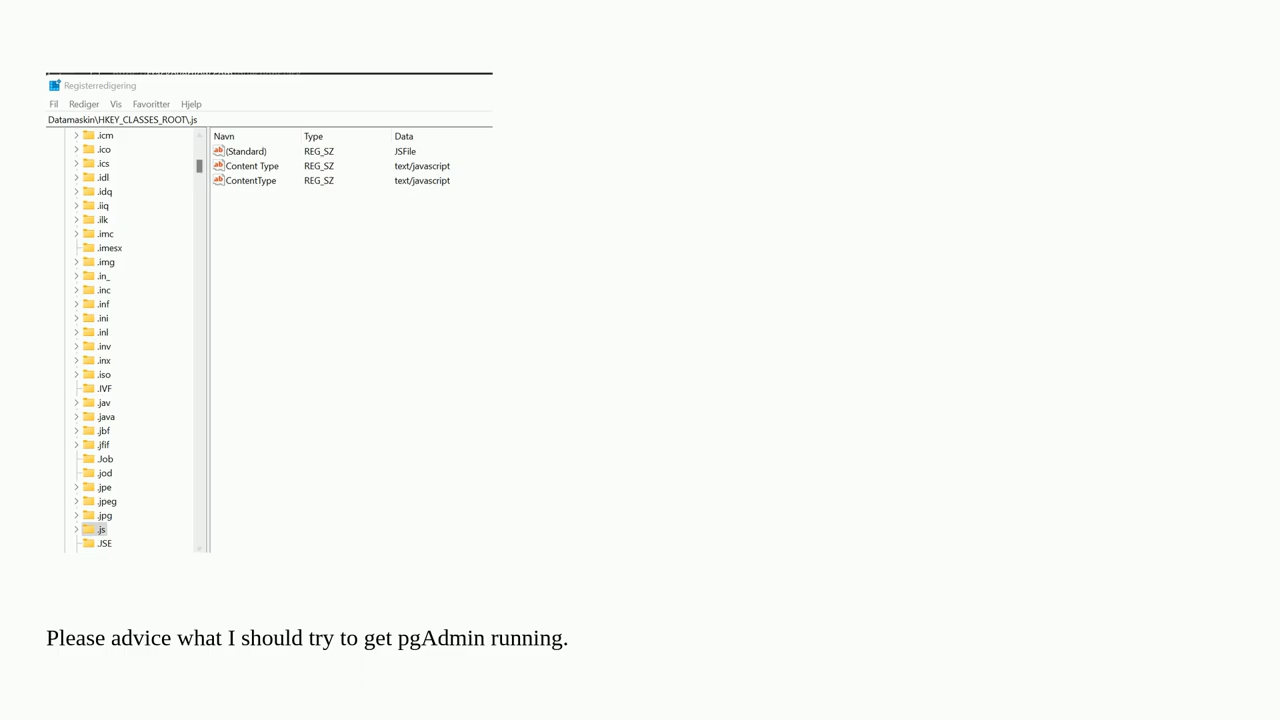 Registerredigering
Fil Rediger Vis Favoritter Hjelp
Datamaskin\HKEY_CLASSES_ROOT\.js
Navn Type Data
(Standard) REG_SZ JSFile
Content Type REG_SZ text/javascript
ContentType REG_SZ text/javascript
.icm
.ico
.ics
.idl
.idq
.iiq
.ilk
.imc
.imesx
.img
.in_
.inc
.inf
.ini
.inl
.inv
.inx
.iso
.IVF
.jav
.java
.jbf
.jfif
.Job
.jod
.jpe
.jpeg
.jpg
.js
.JSE
Please advice what I should try to get pgAdmin running.